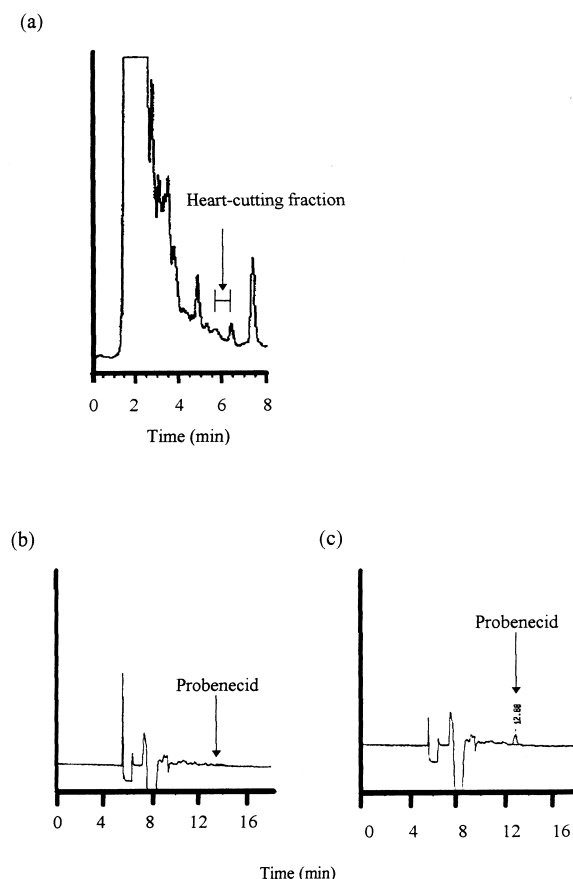 (a)
Heart-cutting fraction
0 2 4 6 8
Time (min)
(b)
(c)
Probenecid
Probenecid
12.88
0 4 8 12 16
0 4 8 12 16
Time (min)